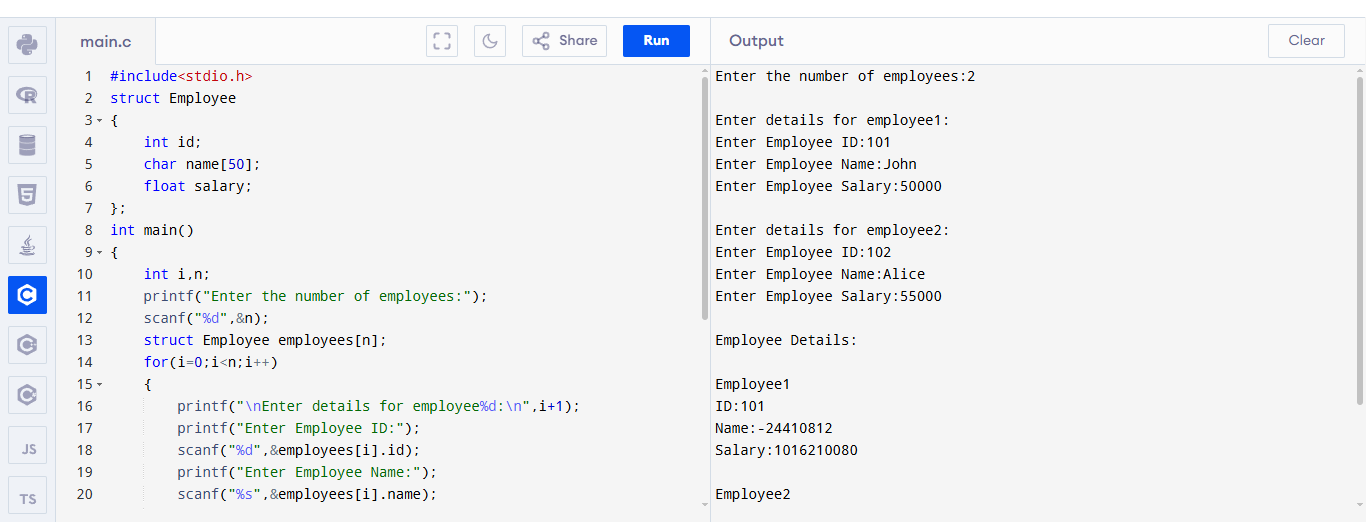 main.c
Share
Run
Output
Clear
1 #include<stdio.h>
2 struct Employee
3 {
4 int id;
5 char name[50];
6 float salary;
7 };
8 int main()
9 {
10 int i,n;
11 printf("Enter the number of employees:");
12 scanf("%d",&n);
13 struct Employee employees[n];
14 for(i=0;i<n;i++)
15 {
16 printf("\nEnter details for employee%d:\n",i+1);
17 printf("Enter Employee ID:");
18 scanf("%d",&employees[i].id);
19 printf("Enter Employee Name:");
20 scanf("%s",&employees[i].name);
Enter the number of employees:2
Enter details for employee1:
Enter Employee ID:101
Enter Employee Name:John
Enter Employee Salary:50000
Enter details for employee2:
Enter Employee ID:102
Enter Employee Name:Alice
Enter Employee Salary:55000
Employee Details:
Employee1
ID:101
Name:-24410812
Salary:1016210080
Employee2
R
5
C
C
C
JS
TS